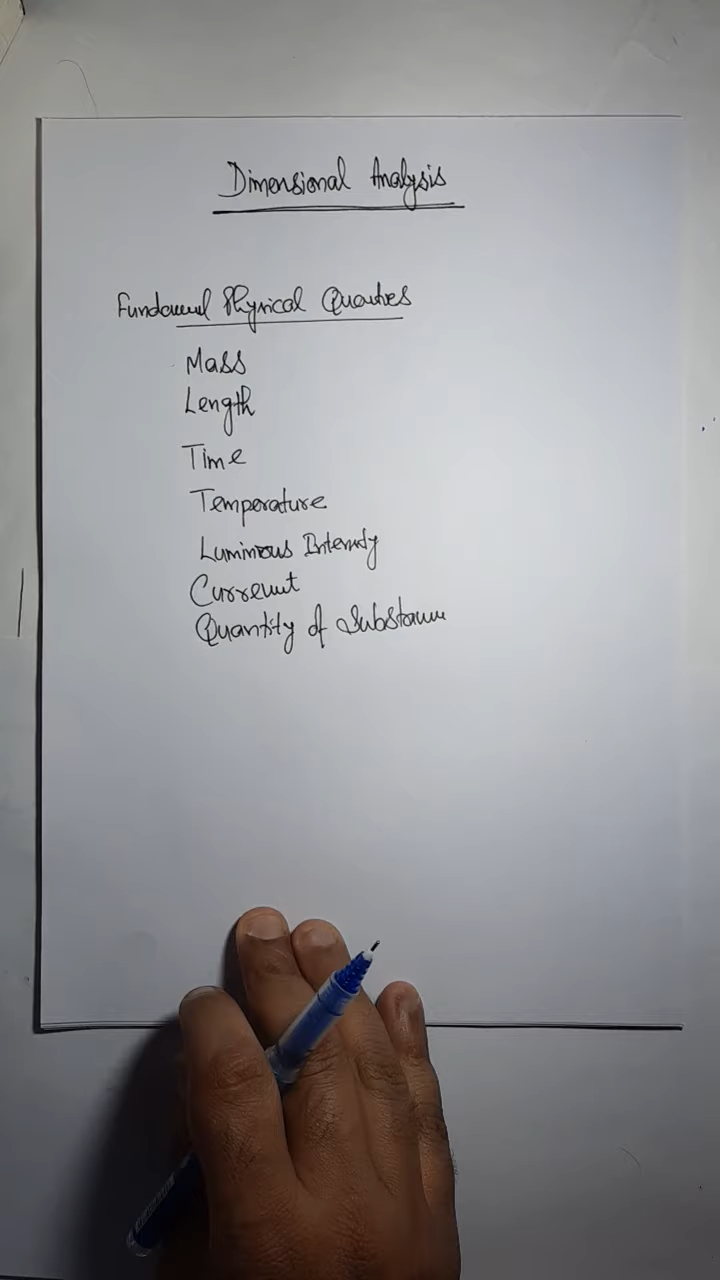 Dimensional Analysis
Fundamental Physical Quantities
Mass
Length
Time
Temperature
Luminous Intensity
Current
Quantity of Substance